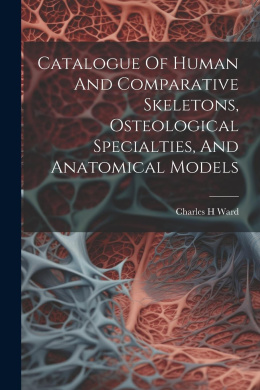 Catalogue Of Human
And Comparative
Skeletons,
Osteological
Specialties, And
Anatomical Models
Charles H Ward